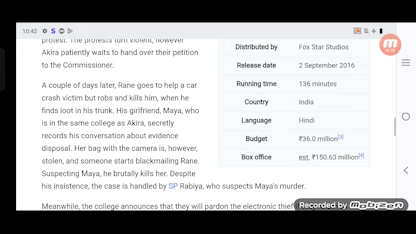 10:42
protest. The protests turn violent, however
Akira patiently waits to hand over their petition
to the Commissioner.
A couple of days later, Rane goes to help a car
crash victim but robs and kills him, when he
finds loot in his trunk. His girlfriend, Maya, who
is in the same college as Akira, secretly
records his conversation about evidence
disposal. Her bag with the camera is, however,
stolen, and someone starts blackmailing Rane.
Suspecting Maya, he brutally kills her. Despite
his insistence, the case is handled by SP Rabiya, who suspects Maya's murder.
Meanwhile, the college announces that they will pardon the electronic thief
Distributed by Fox Star Studios
Release date 2 September 2016
Running time 136 minutes
Country India
Language Hindi
Budget ₹36.0 million[3]
Box office est. ₹150.63 million[4]
Recorded by Mobizen